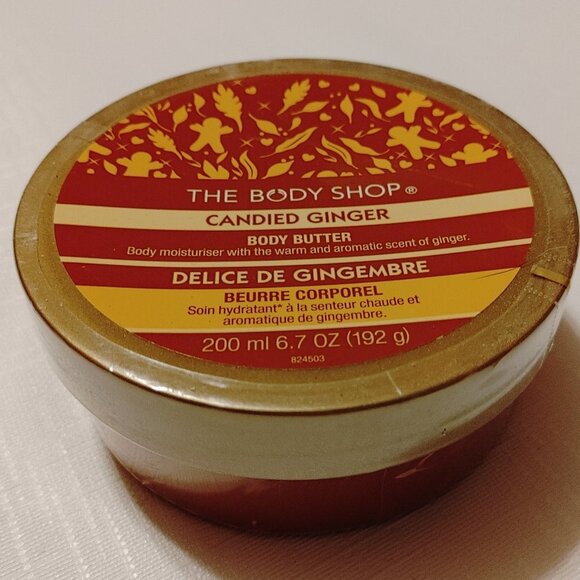 THE BODY SHOP®
CANDIED GINGER
BODY BUTTER
Body moisturiser with the warm and aromatic scent of ginger.
DELICE DE GINGEMBRE
BEURRE CORPOREL
Soin hydratant* à la senteur chaude et
aromatique de gingembre.
200 ml 6.7 OZ (192 g)
824503